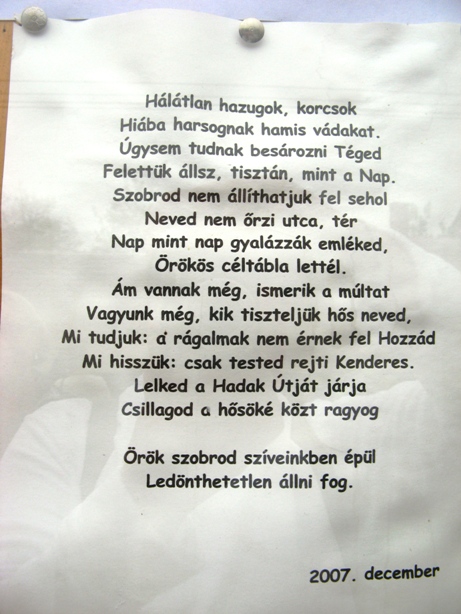 Hálátlan hazugok, korcsok
Hiába harsognak hamis vádakat.
Úgysem tudnak besározni Téged
Felettük állsz, tisztán, mint a Nap.
Szobrod nem állíthatjuk fel sehol
Neved nem őrzi utca, tér
Nap mint nap gyalázzák emléked,
Örökös céltábla lettél.
Ám vannak még, ismerik a múltat
Vagyunk még, kik tiszteljük hős neved,
Mi tudjuk: a rágalmak nem érnek fel Hozzád
Mi hisszük: csak tested rejti Kenderes.
Lelked a Hadak Útját járja
Csillagod a hősöké közt ragyog
Örök szobrod szíveinkben épül
Ledönthetetlen állni fog.
2007. december